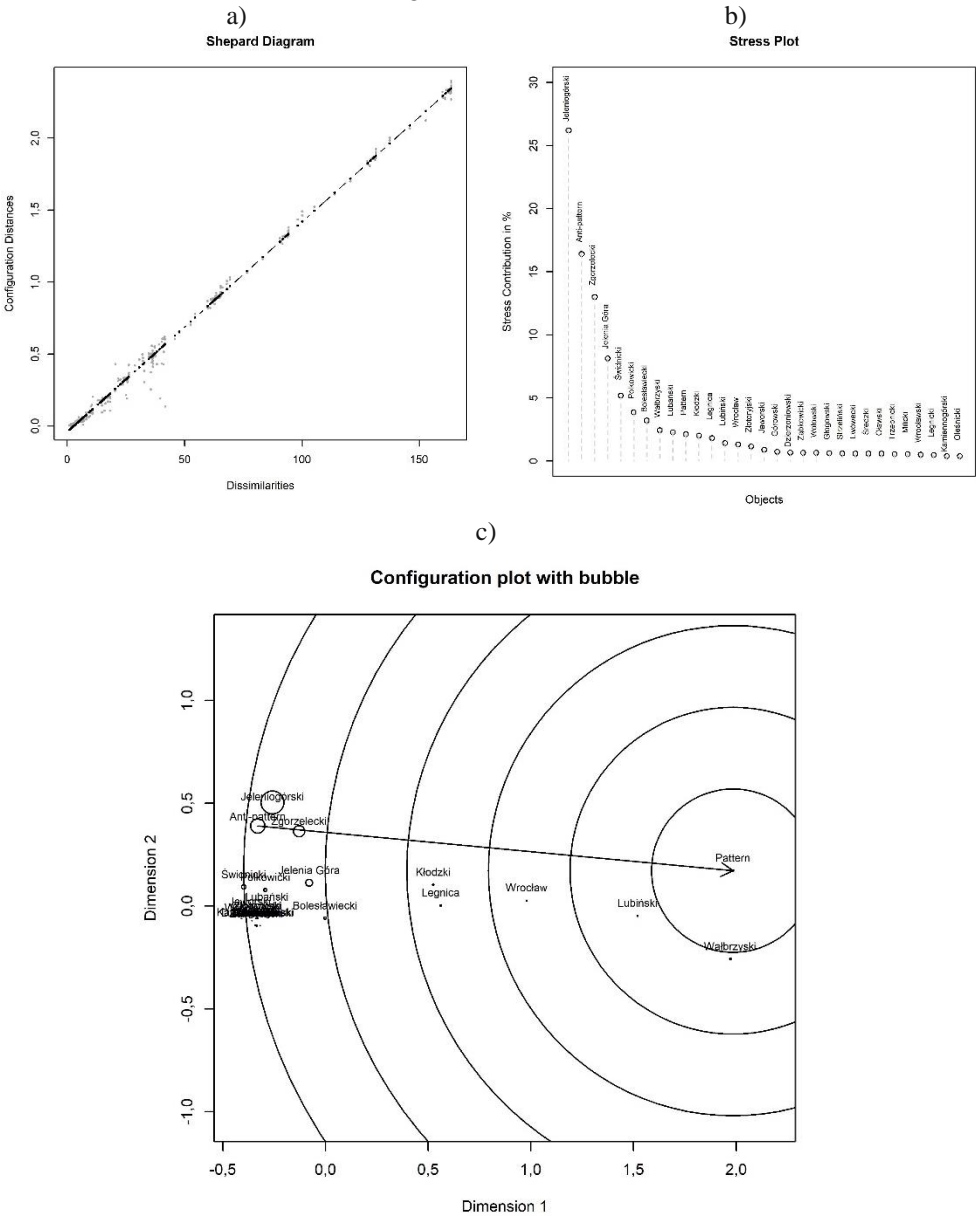 a)
Shepard Diagram
Configuration Distances
0,0
0,5
1,0
1,5
2,0
0
50
100
150
Dissimilarities
b)
Stress Plot
Stress Contribution in %
0
5
10
15
20
25
30
Jeleniogórski
Anti-pattern
Zgorzelecki
Jelenia Góra
Świdnicki
Polkowicki
Bolesławiecki
Wałbrzyski
Lubański
Pattern
Kłodzki
Legnica
Lubiński
Wrocław
Złotoryjski
Jaworski
Górowski
Dzierżoniowski
Ząbkowicki
Wołowski
Głogowski
Strzeliński
Lwówecki
Średzki
Oławski
Trzebnicki
Milicki
Wrocławski
Legnicki
Kamiennogórski
Oleśnicki
Objects
c)
Configuration plot with bubble
Dimension 2
1,0
0,5
0,0
-0,5
-1,0
Jeleniogórski
Anti-pattern
Zgorzelecki
Pattern
Świdnicki
Polkowicki
Jelenia Góra
Kłodzki
Lubański
Legnica
Wrocław
Bolesławiecki
Lubiński
Wałbrzyski
-0,5
0,0
0,5
1,0
1,5
2,0
Dimension 1